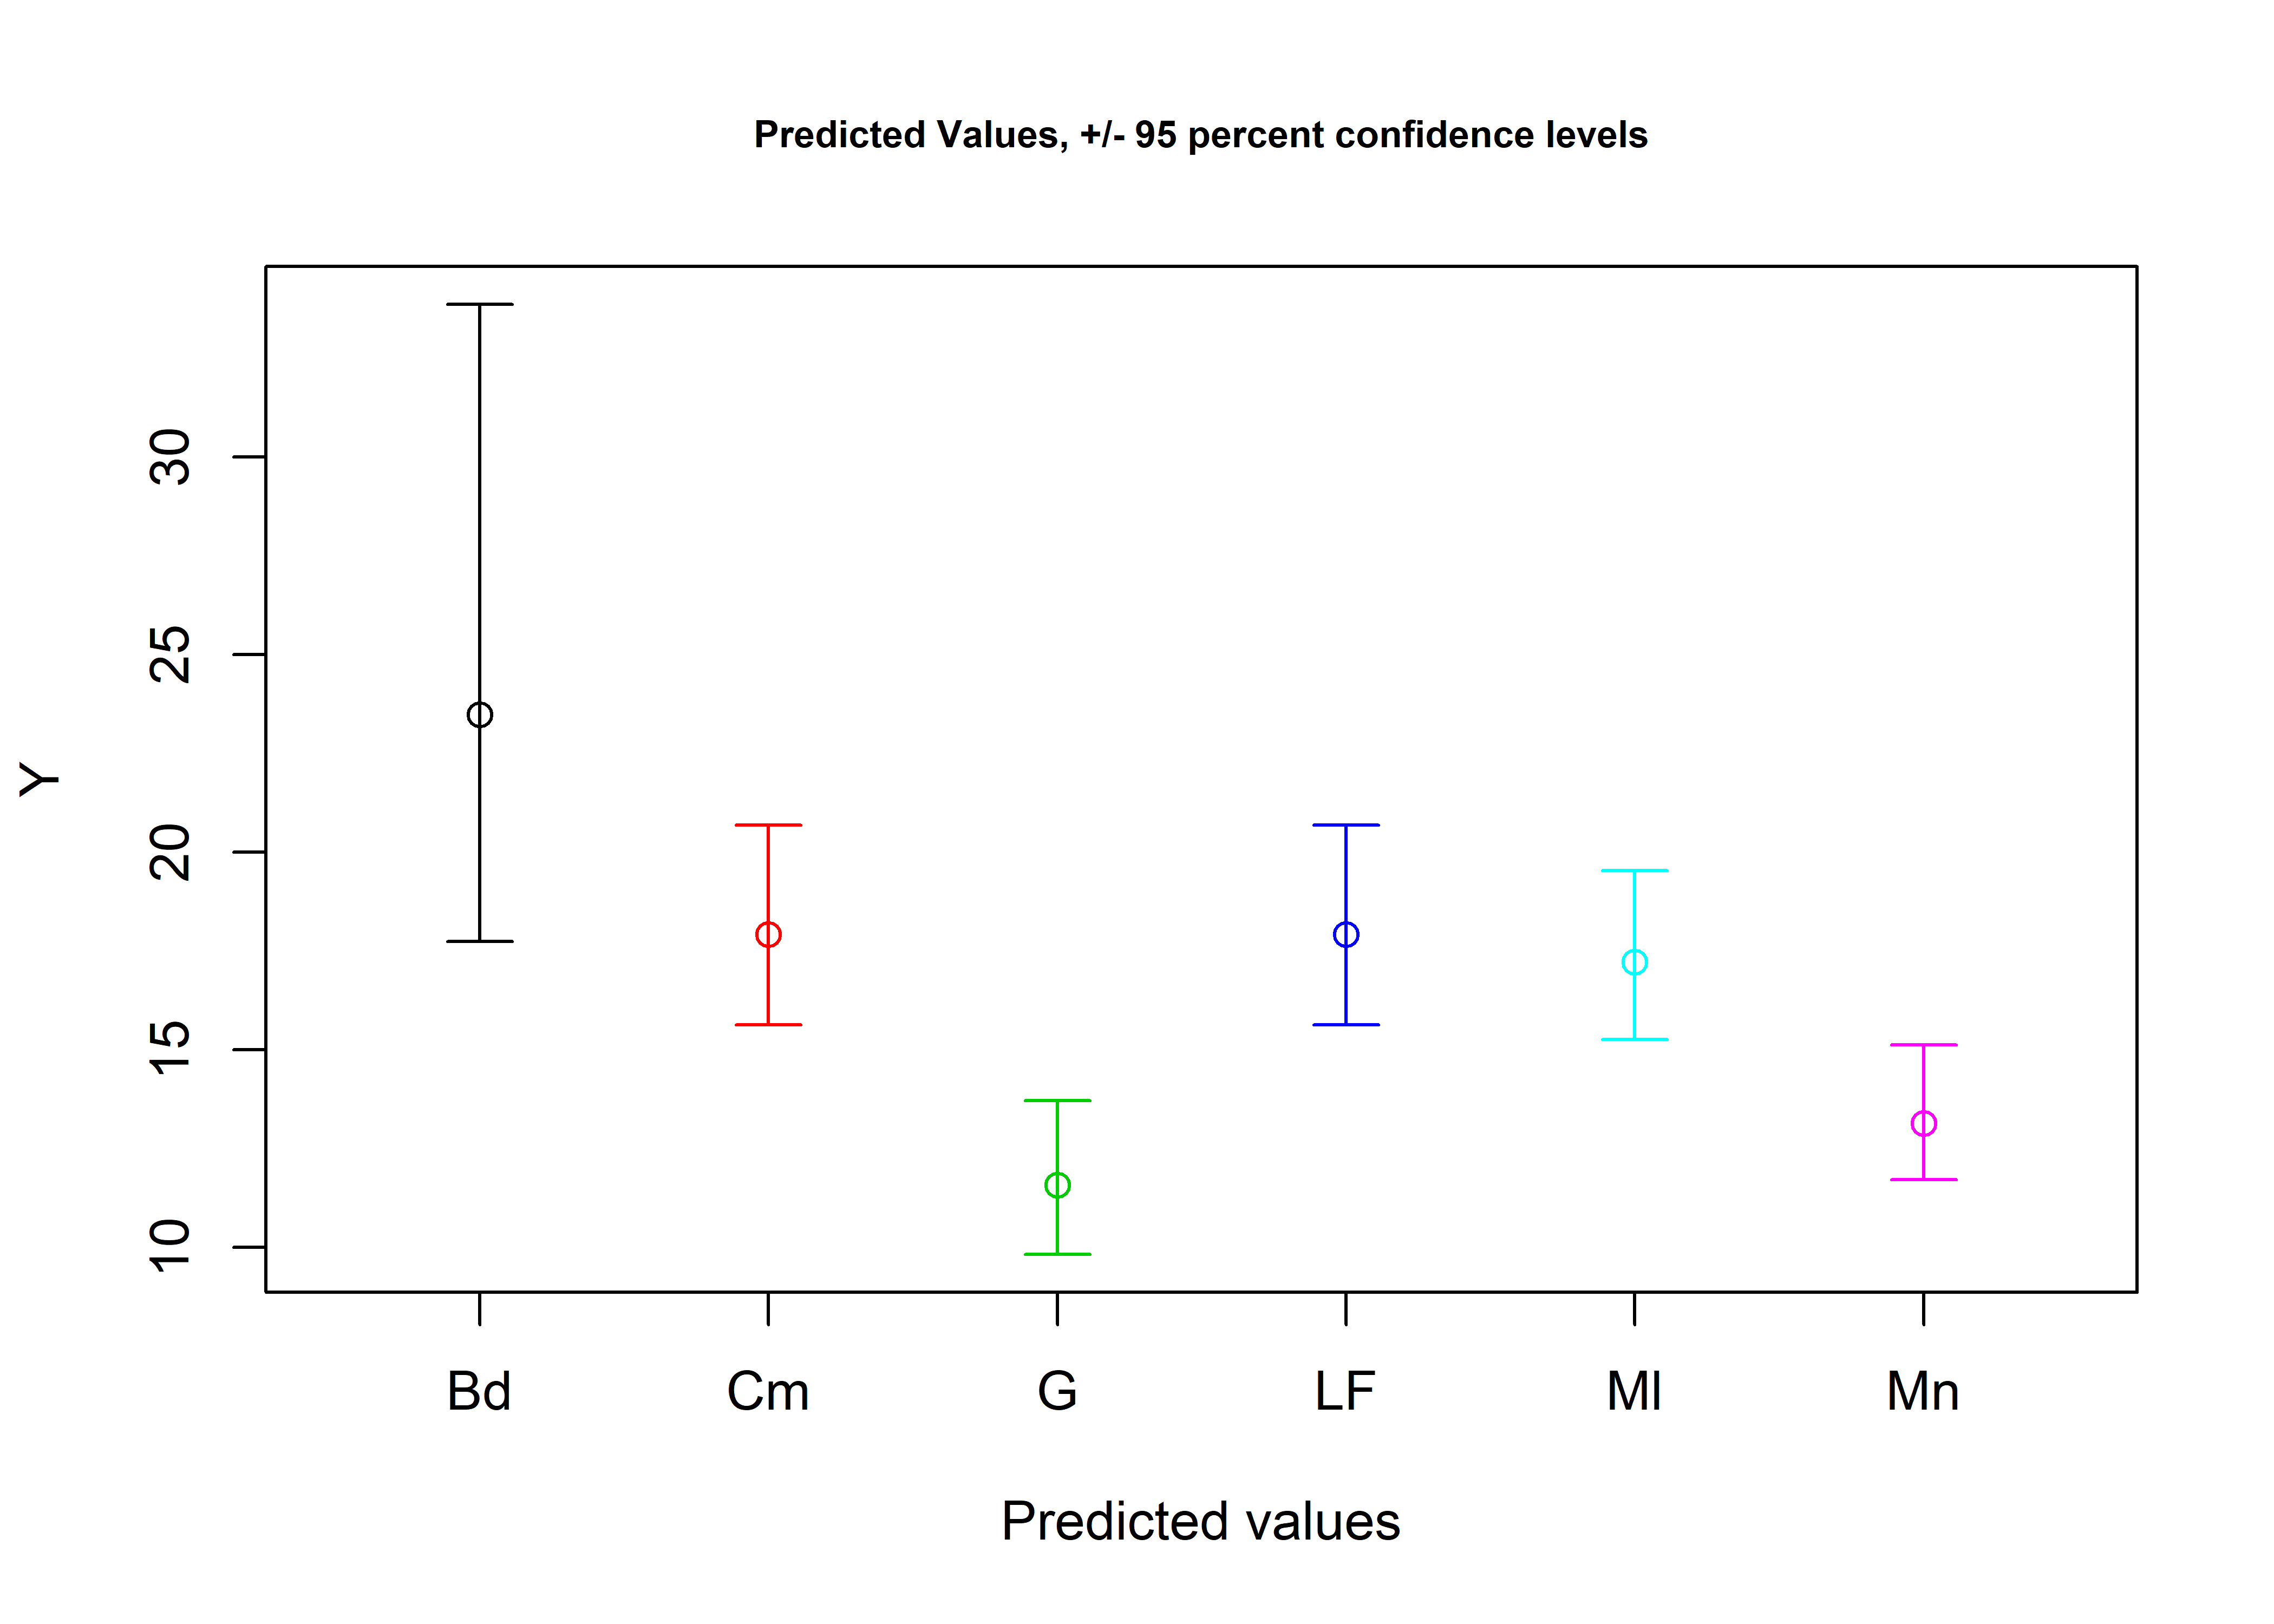 Predicted Values, +/- 95 percent confidence levels
30
25
20
15
10
Y
Bd Cm G LF Ml Mn
Predicted values